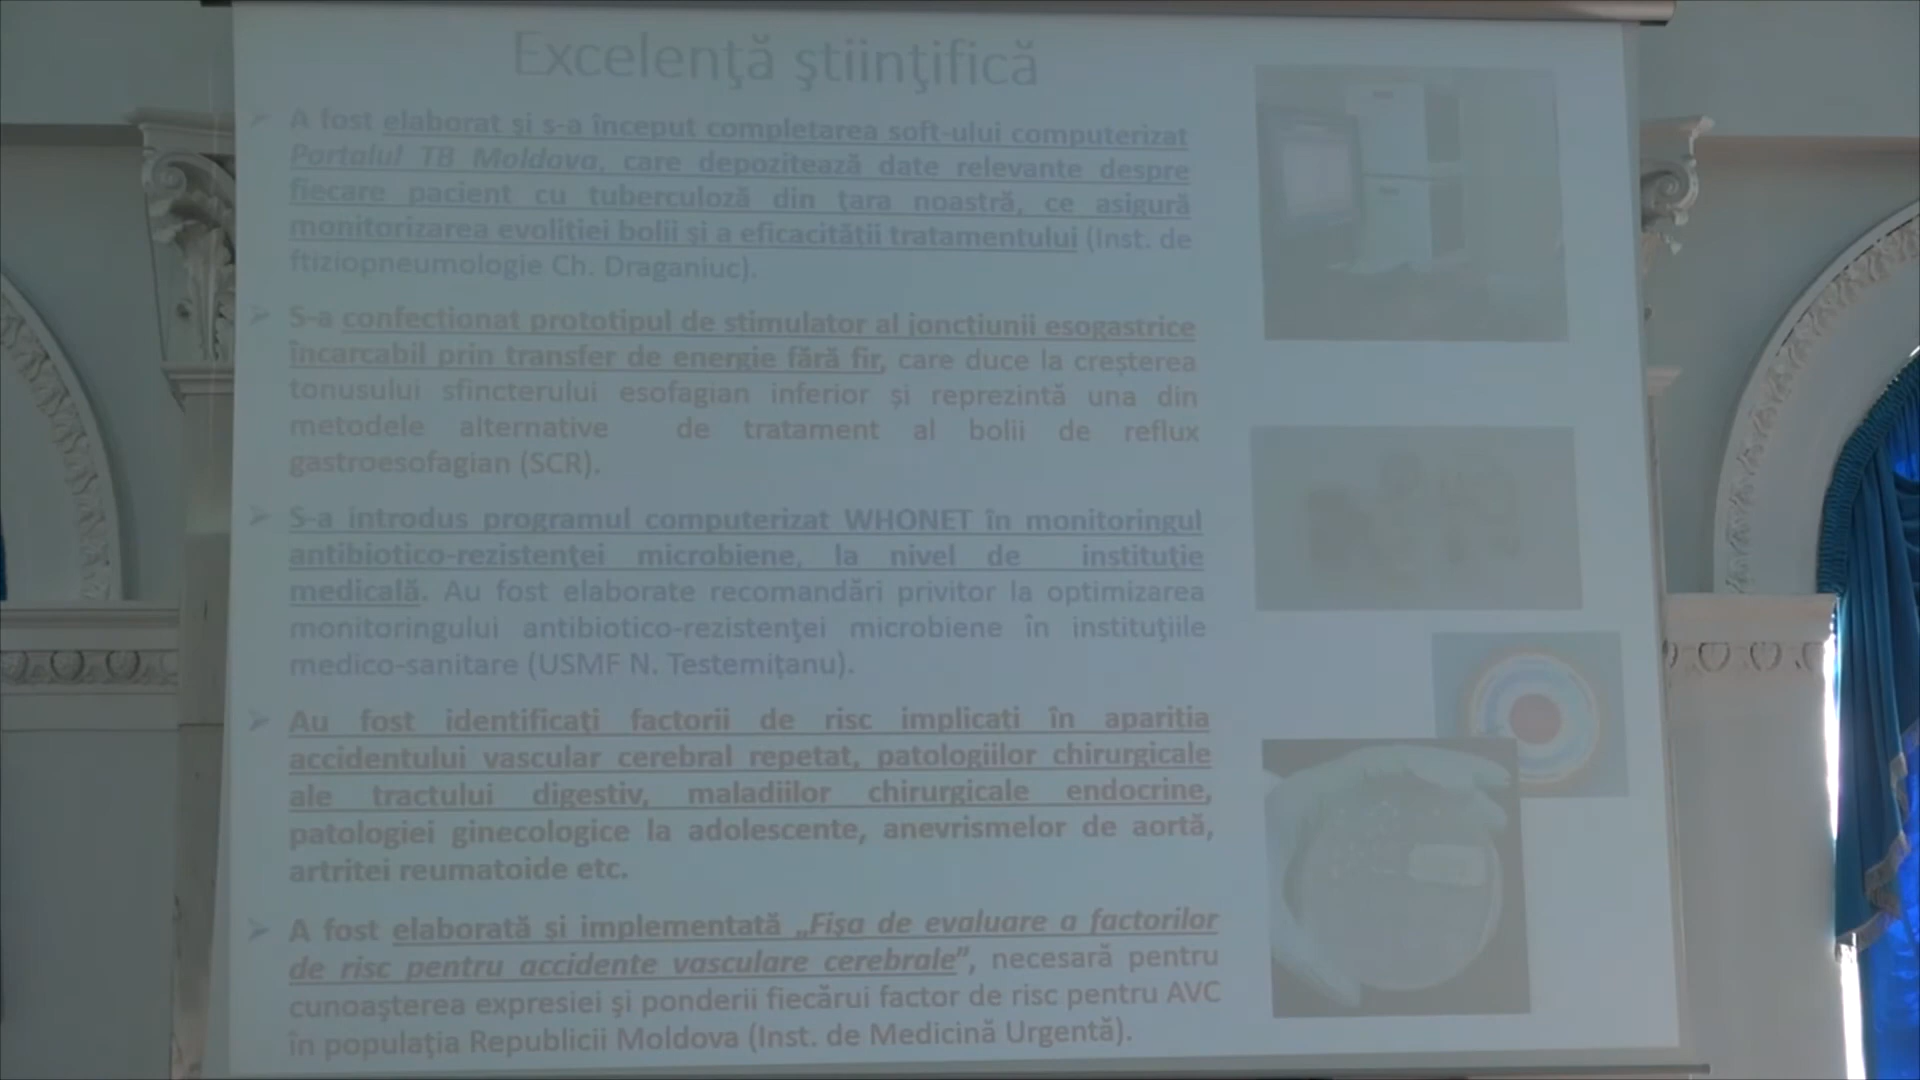 Excelenţă ştiinţifică
A fost elaborat şi s-a început completarea soft-ului computerizat
Portalul TB Moldova, care depozitează date relevante despre
fiecare pacient cu tuberculoză din ţara noastră, ce asigură
monitorizarea evoliţiei bolii şi a eficacităţii tratamentului (Inst. de
ftiziopneumologie Ch. Draganiuc).
S-a confecţionat prototipul de stimulator al joncţiunii esogastrice
încarcabil prin transfer de energie fără fir, care duce la creşterea
tonusului sfincterului esofagian inferior şi reprezintă una din
metodele alternative de tratament al bolii de reflux
gastroesofagian (SCR).
S-a introdus programul computerizat WHONET în monitoringul
antibiotico-rezistenţei microbiene, la nivel de instituţie
medicală. Au fost elaborate recomandări privitor la optimizarea
monitoringului antibiotico-rezistenţei microbiene în instituţiile
medico-sanitare (USMF N. Testemiţanu).
Au fost identificaţi factorii de risc implicaţi în apariţia
accidentului vascular cerebral repetat, patologiilor chirurgicale
ale tractului digestiv, maladiilor chirurgicale endocrine,
patologiei ginecologice la adolescente, anevrismelor de aortă,
artritei reumatoide etc.
A fost elaborată şi implementată „Fişa de evaluare a factorilor
de risc pentru accidente vasculare cerebrale”, necesară pentru
cunoaşterea expresiei şi ponderii fiecărui factor de risc pentru AVC
în populaţia Republicii Moldova (Inst. de Medicină Urgentă).